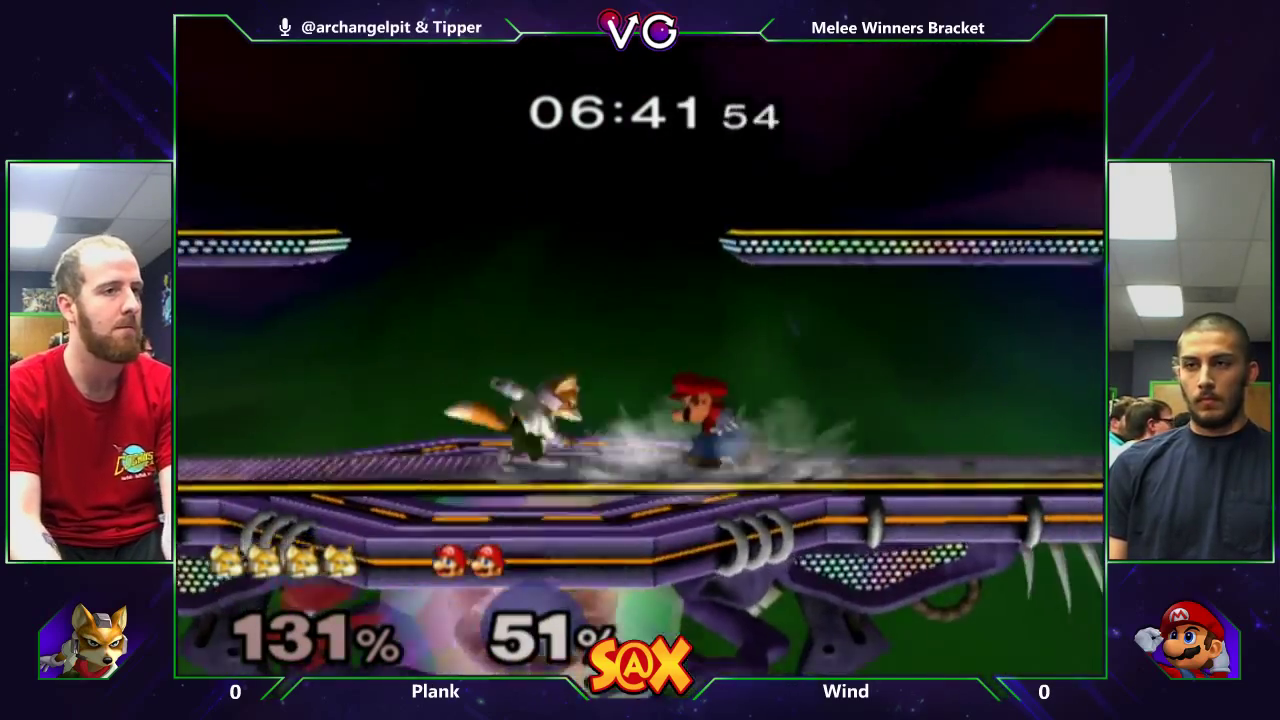 @archangelpit & Tipper
VG
Melee Winners Bracket
06:41 54
131%
51%
S@X
0
Plank
Wind
0